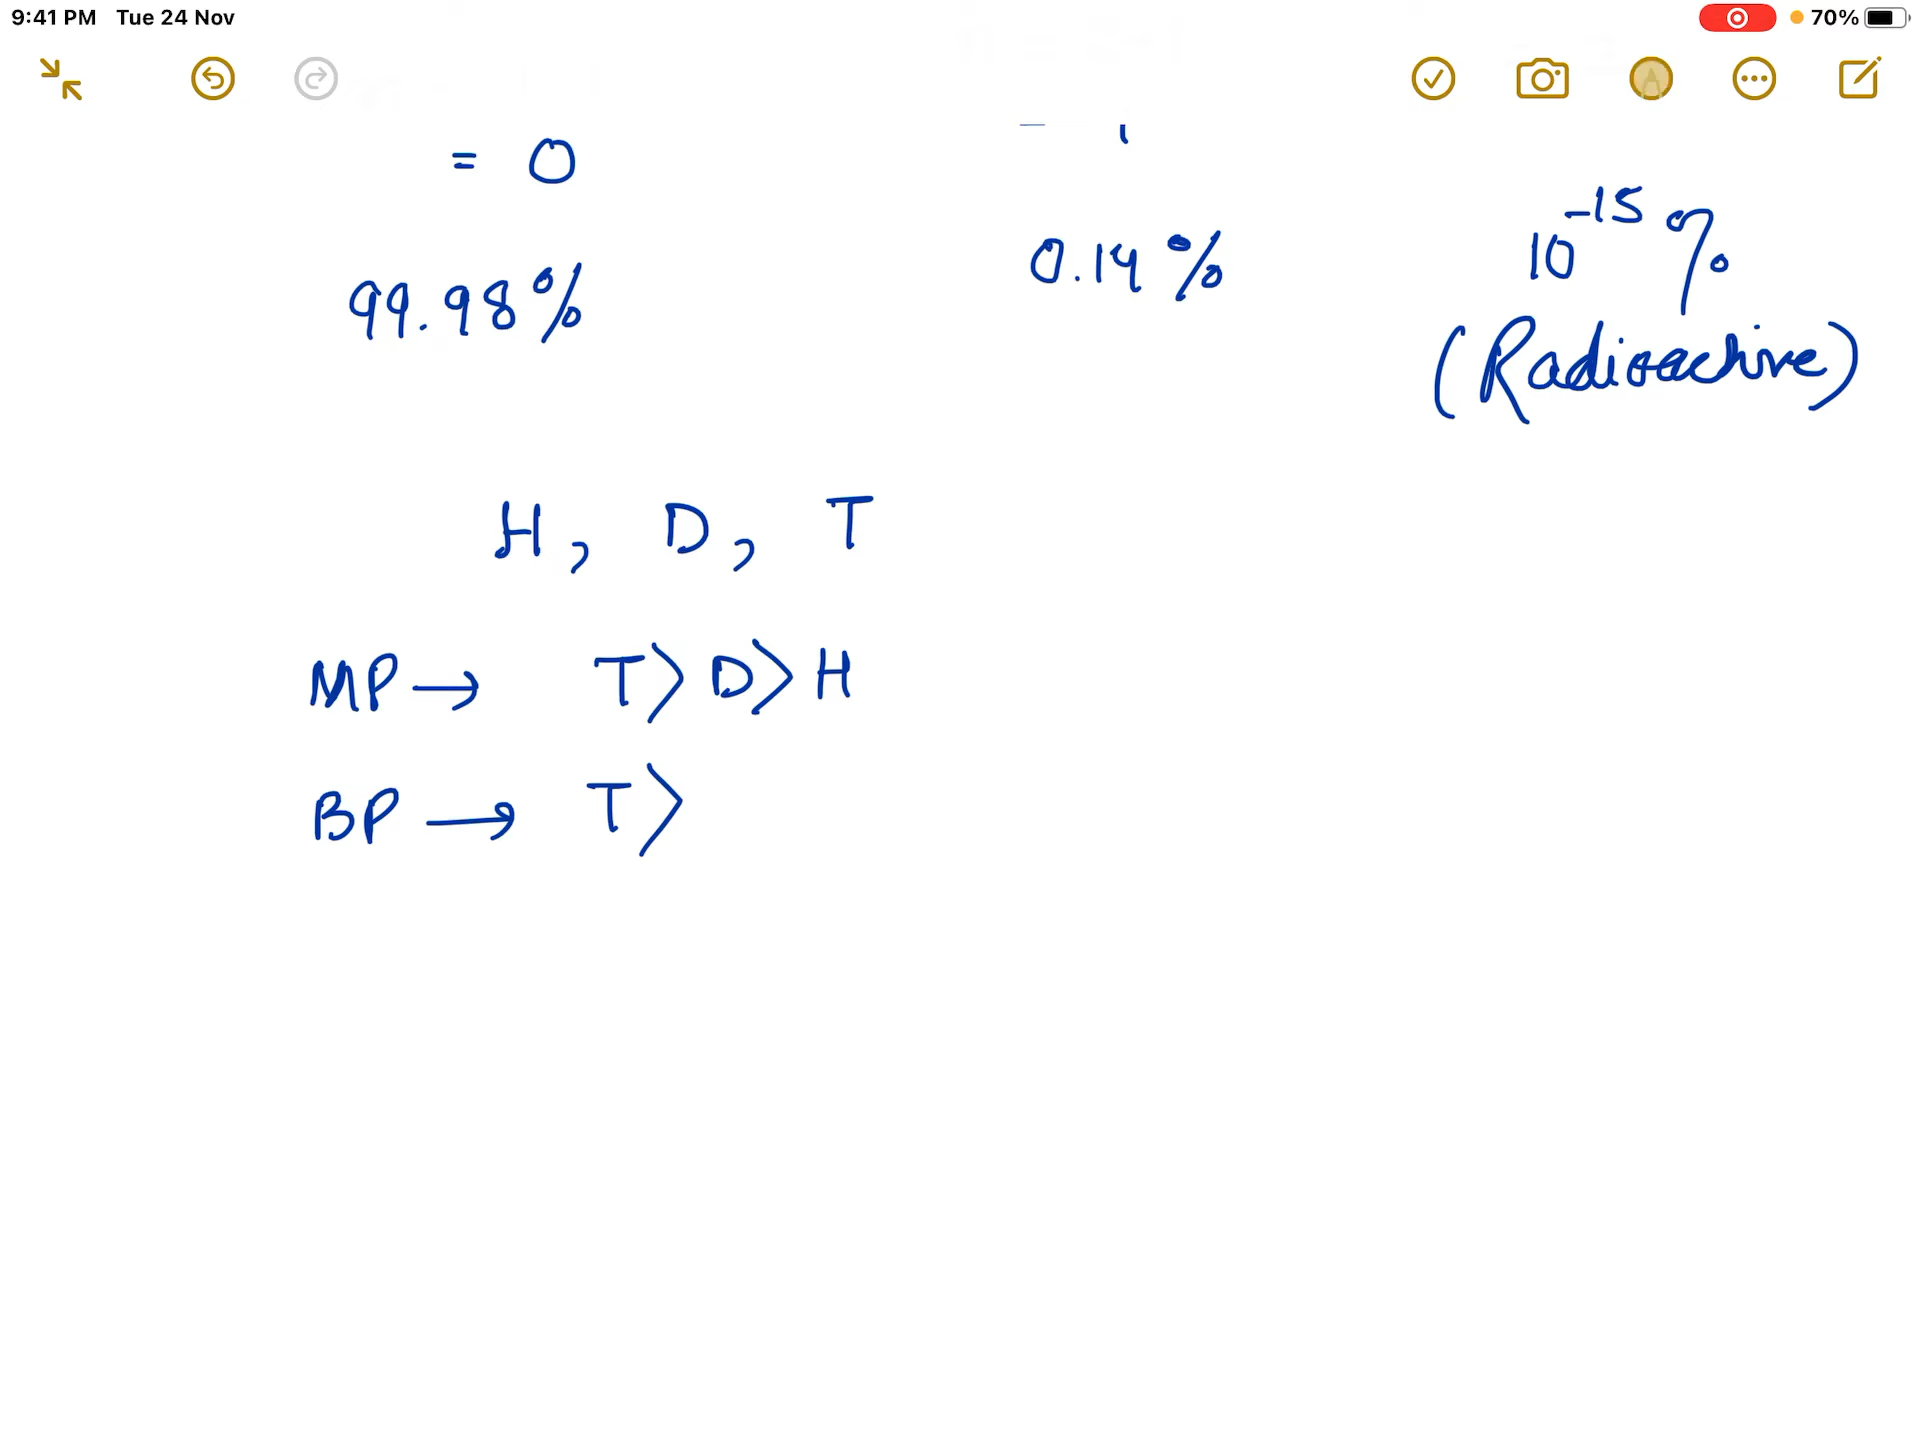 9:41 PM Tue 24 Nov 70%
= 0
99.98%
0.14%
10^-15 %
(Radioactive)
H, D, T
MP → T > D > H
BP → T >